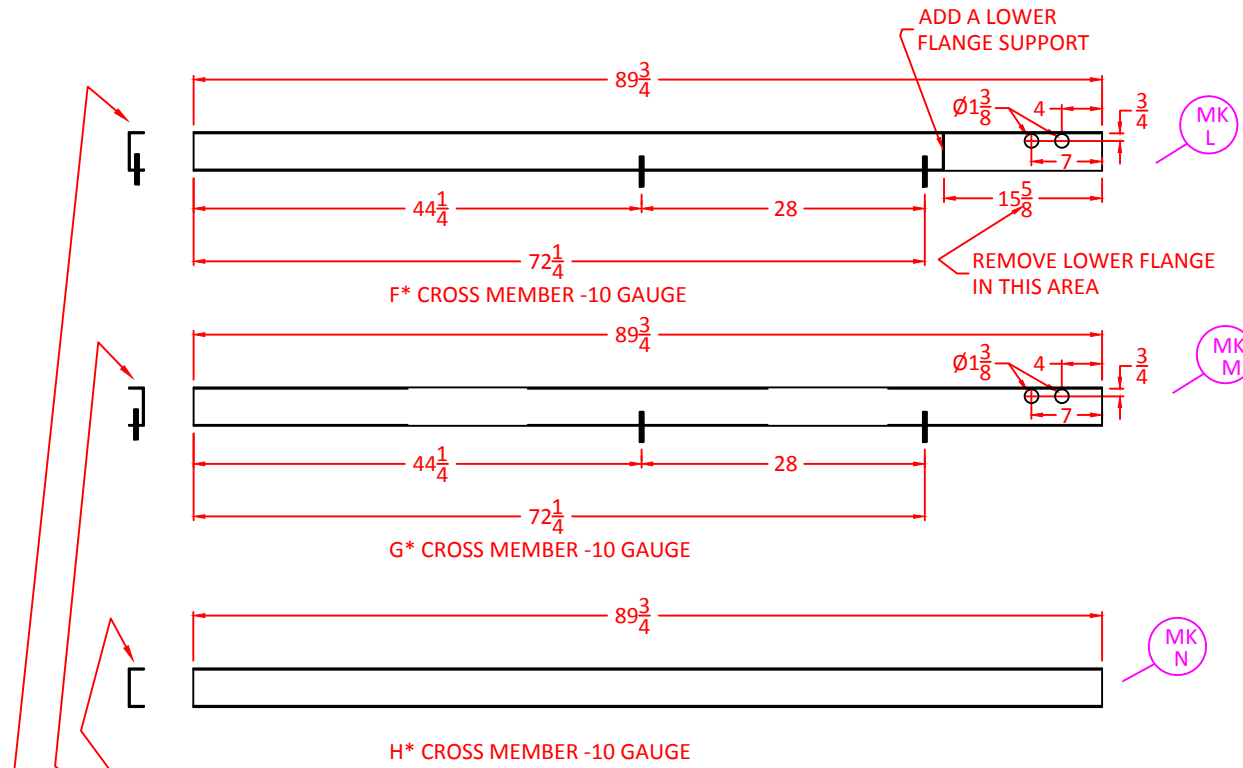 ADD A LOWER
FLANGE SUPPORT
89 3/4
Ø1 3/8
4
3/4
MK
L
7
44 1/4
28
15 5/8
72 1/4
REMOVE LOWER FLANGE
IN THIS AREA
F* CROSS MEMBER -10 GAUGE
89 3/4
Ø1 3/8
4
3/4
MK
M
7
44 1/4
28
72 1/4
G* CROSS MEMBER -10 GAUGE
89 3/4
MK
N
H* CROSS MEMBER -10 GAUGE